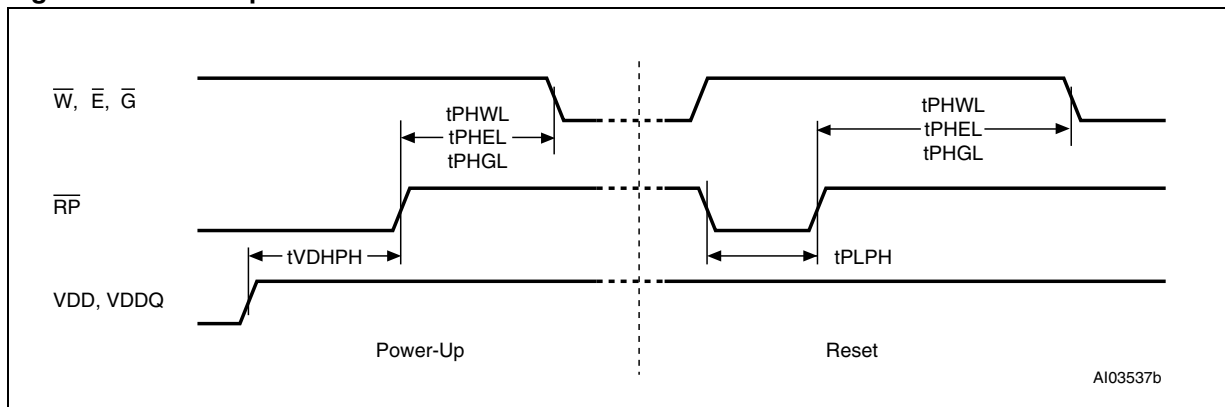 W, E, G
tPHWL
tPHEL
tPHGL
tPHWL
tPHEL
tPHGL
RP
tVDHPH
tPLPH
VDD, VDDQ
Power-Up
Reset
AI03537b